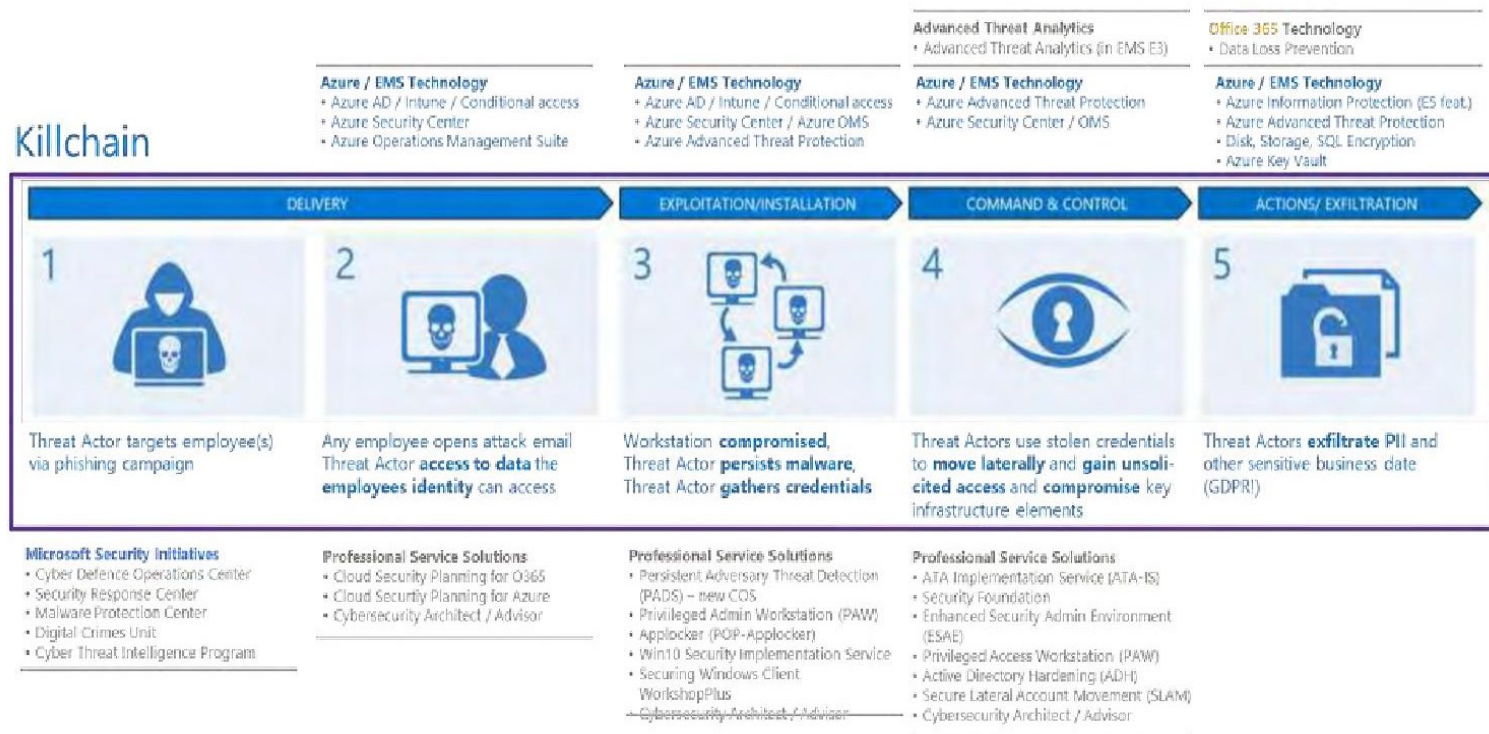 Advanced Threat Analytics
• Advanced Threat Analytics (in EMS E3)
Office 365 Technology
• Data Loss Prevention
Azure / EMS Technology
• Azure AD / Intune / Conditional access
• Azure Security Center
• Azure Operations Management Suite
Azure / EMS Technology
• Azure AD / Intune / Conditional access
• Azure Security Center / Azure OMS
• Azure Advanced Threat Protection
Azure / EMS Technology
• Azure Advanced Threat Protection
• Azure Security Center / OMS
Azure / EMS Technology
• Azure Information Protection (E5 feat.)
• Azure Advanced Threat Protection
• Disk, Storage, SQL Encryption
• Azure Key Vault
Killchain
DELIVERY
EXPLOITATION/INSTALLATION
COMMAND & CONTROL
ACTIONS/ EXFILTRATION
1
2
3
4
5
Threat Actor targets employee(s)
via phishing campaign
Any employee opens attack email
Threat Actor access to data the
employees identity can access
Workstation compromised,
Threat Actor persists malware,
Threat Actor gathers credentials
Threat Actors use stolen credentials
to move laterally and gain unsoli-
cited access and compromise key
infrastructure elements
Threat Actors exfiltrate PII and
other sensitive business date
(GDPR!)
Microsoft Security Initiatives
• Cyber Defence Operations Center
• Security Response Center
• Malware Protection Center
• Digital Crimes Unit
• Cyber Threat Intelligence Program
Professional Service Solutions
• Cloud Security Planning for O365
• Cloud Securtiy Planning for Azure
• Cybersecurity Architect / Advisor
Professional Service Solutions
• Persistent Adversary Threat Detection
(PADS) – new COS
• Priviileged Admin Workstation (PAW)
• Applocker (POP-Applocker)
• Win10 Security Implementation Service
• Securing Windows Client
WorkshopPlus
• Cybersecurity Architect / Advisor
Professional Service Solutions
• ATA Implementation Service (ATA-IS)
• Security Foundation
• Enhanced Security Admin Environment
(ESAE)
• Privileged Access Workstation (PAW)
• Active Directory Hardening (ADH)
• Secure Lateral Account Movement (SLAM)
• Cybersecurity Architect / Advisor